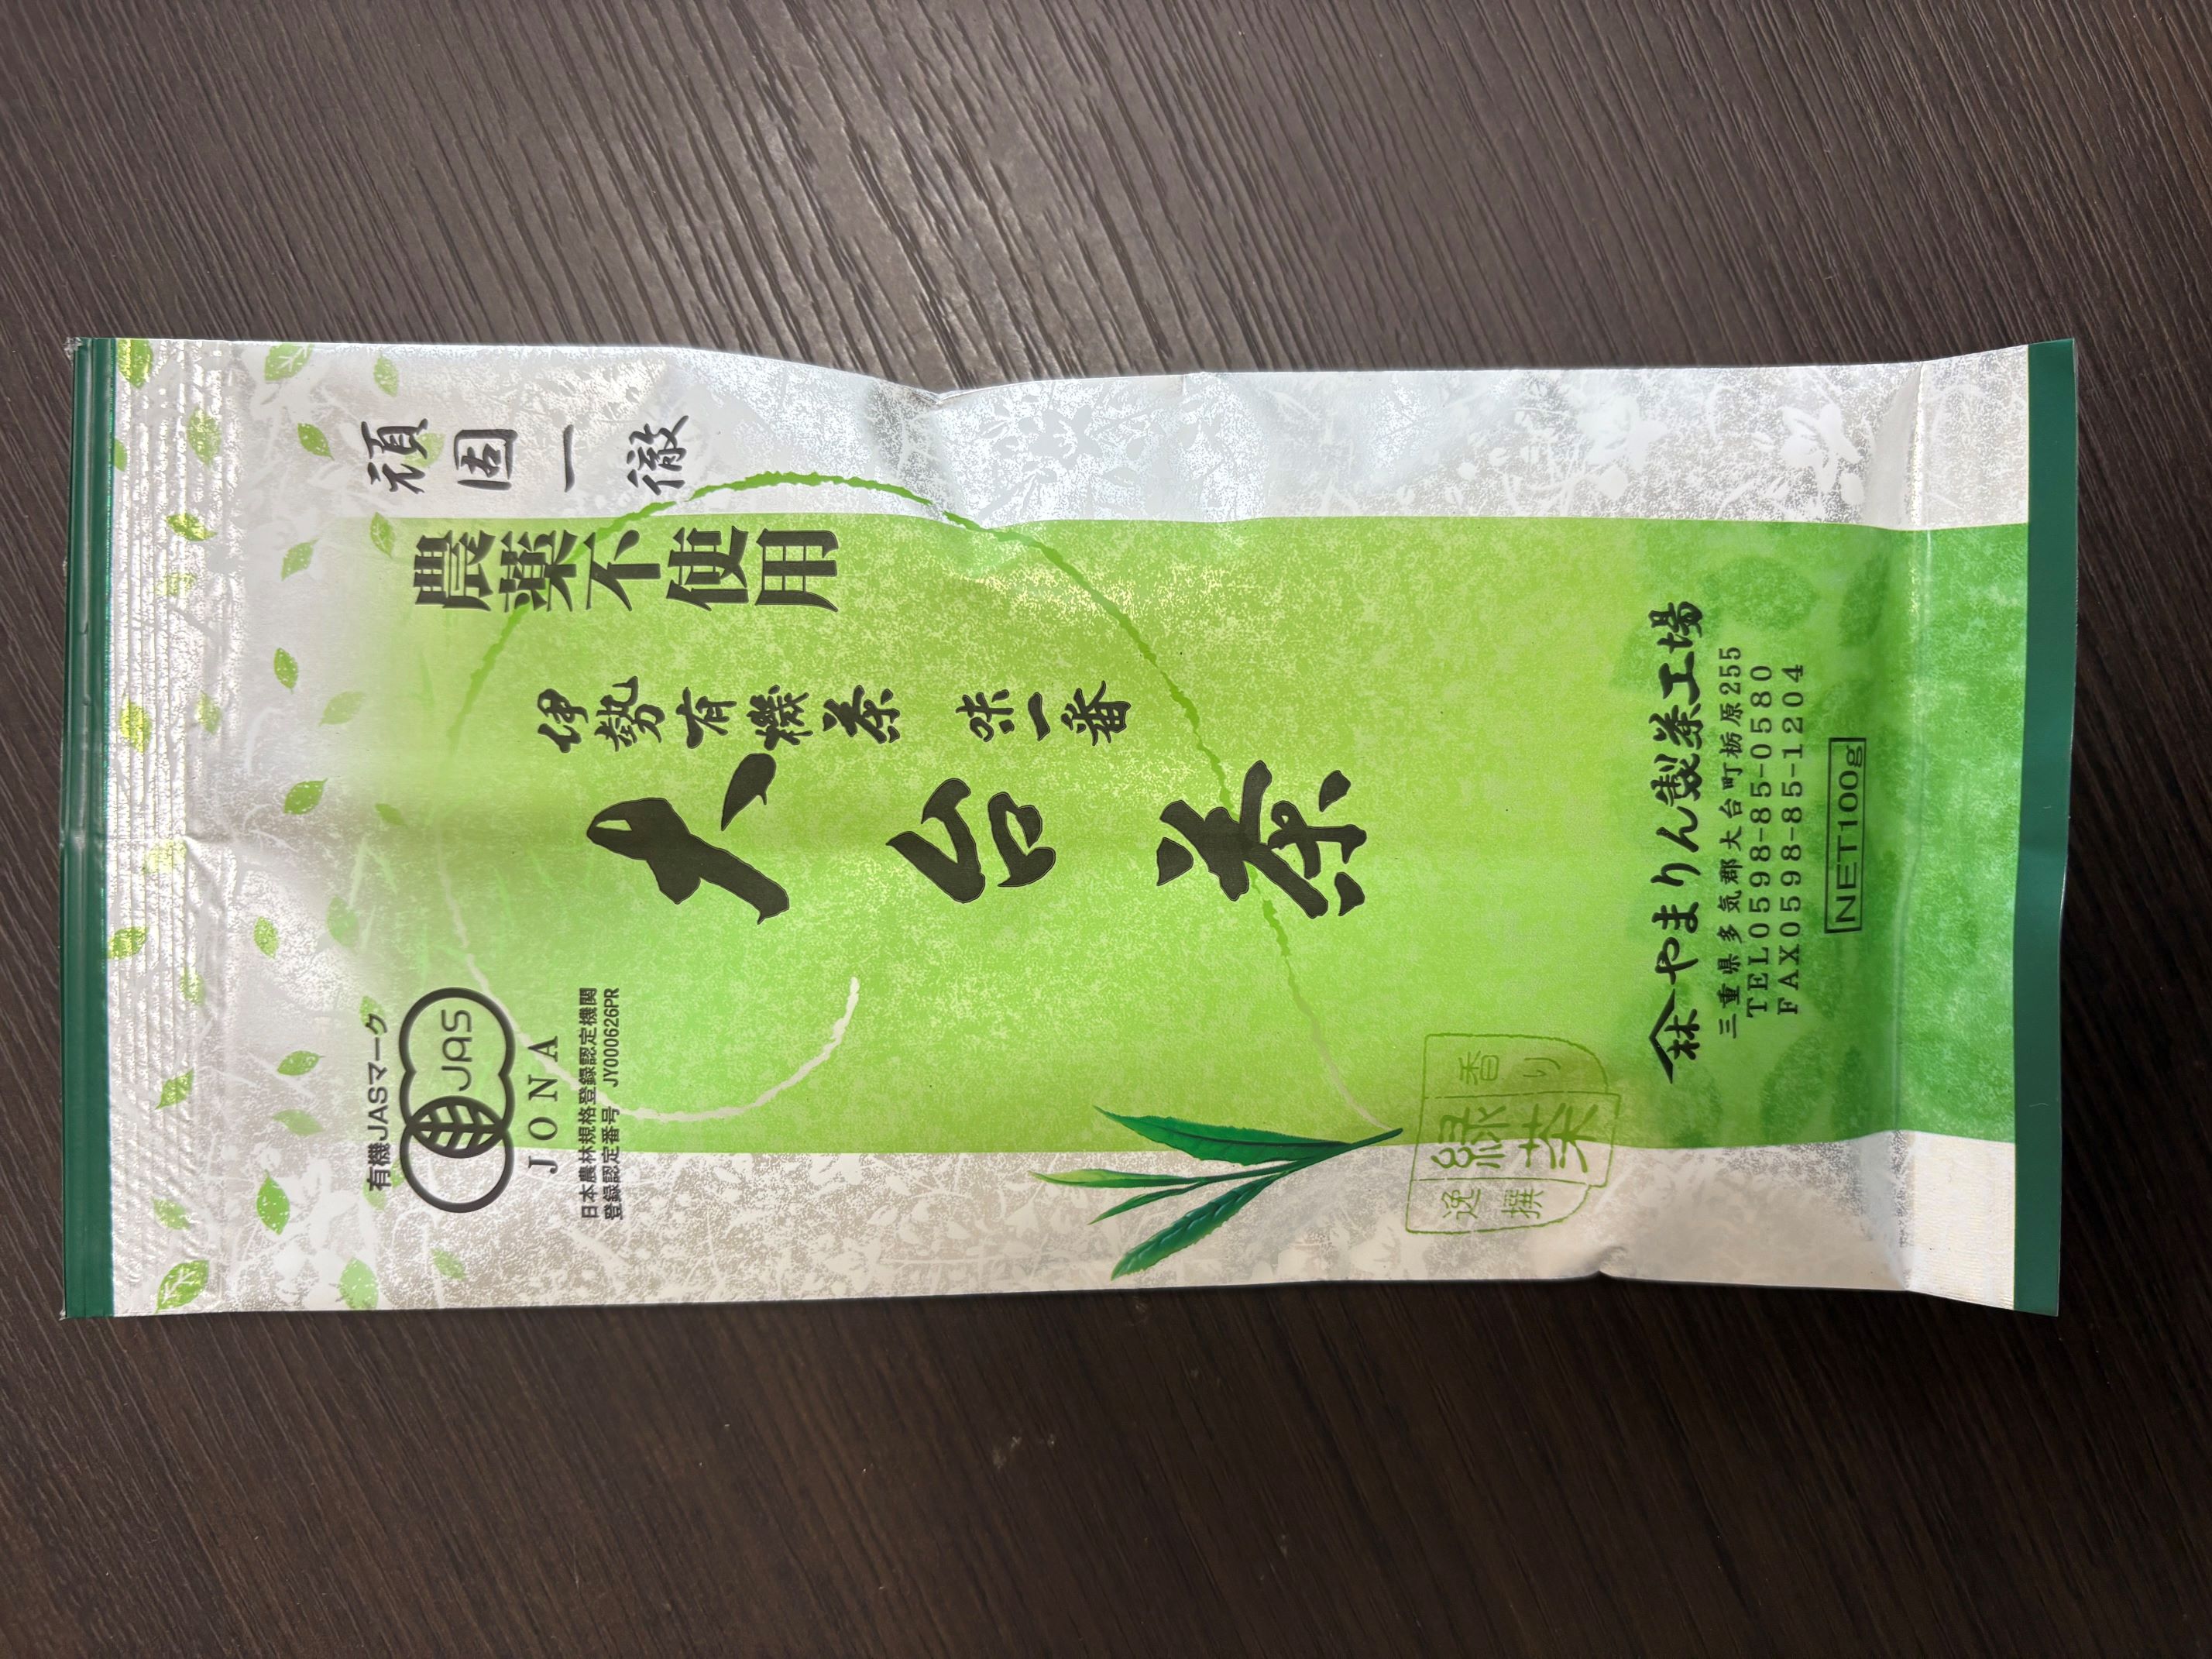 頑固一徹
農薬不使用
伊勢有機茶 味一番
大台茶
有機JASマーク
JAS
JONA
日本農林規格登録認定機関
登録認定番号 JY000626PR
香り
緑茶
逸撰
林 やまりん製茶工場
三重県多気郡大台町栃原255
TEL0598-85-0580
FAX0598-85-1204
NET100g